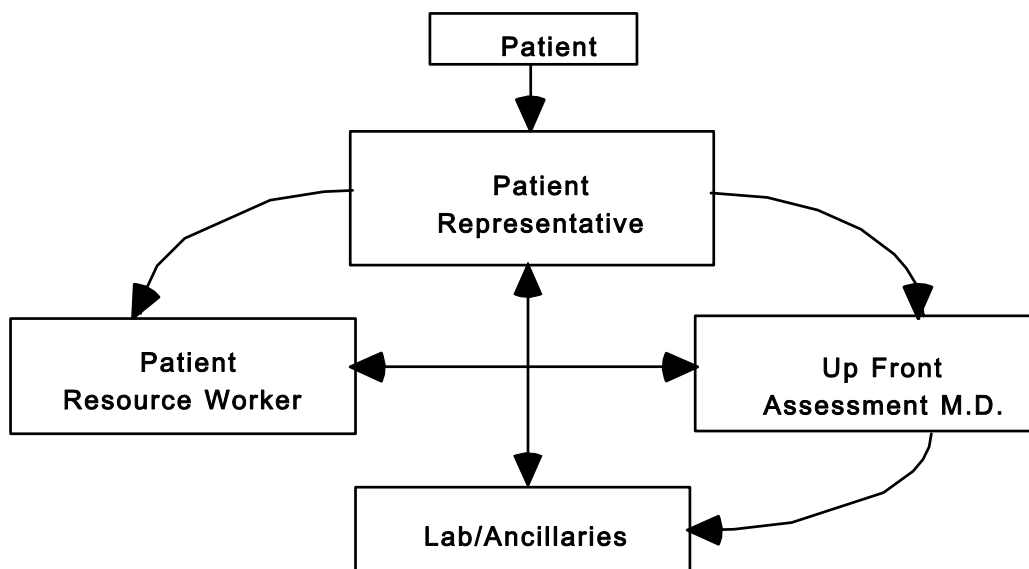 Patient
Patient
Representative
Patient
Resource Worker
Up Front
Assessment M.D.
Lab/Ancillaries